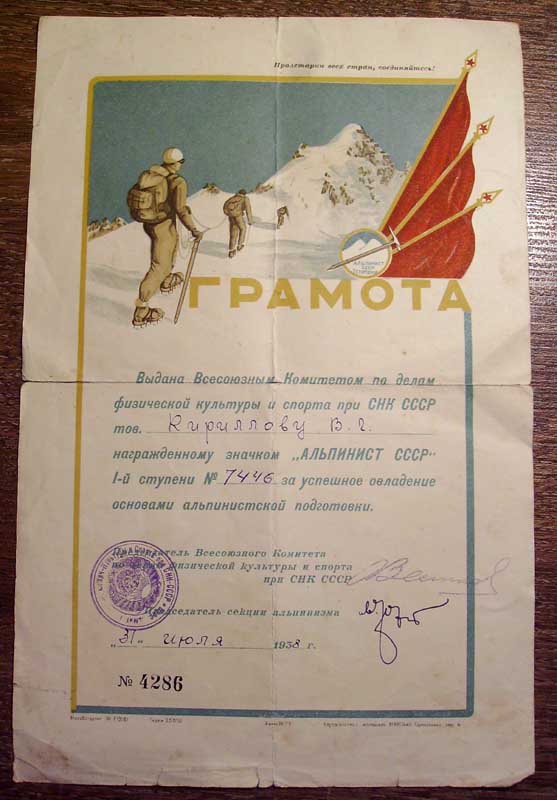 Пролетарии всех стран, соединяйтесь!
АЛЬПИНИСТ
СССР
ГРАМОТА
Выдана Всесоюзным Комитетом по делам
физической культуры и спорта при СНК СССР
тов. Кириллову В. Г.
награжденному значком „АЛЬПИНИСТ СССР"
I-й ступени № 7446 за успешное овладение
основами альпинистской подготовки.
Председатель Всесоюзного Комитета
по делам физической культуры и спорта
при СНК СССР
Председатель секции альпинизма
„31" июля 1938 г.
№ 4286